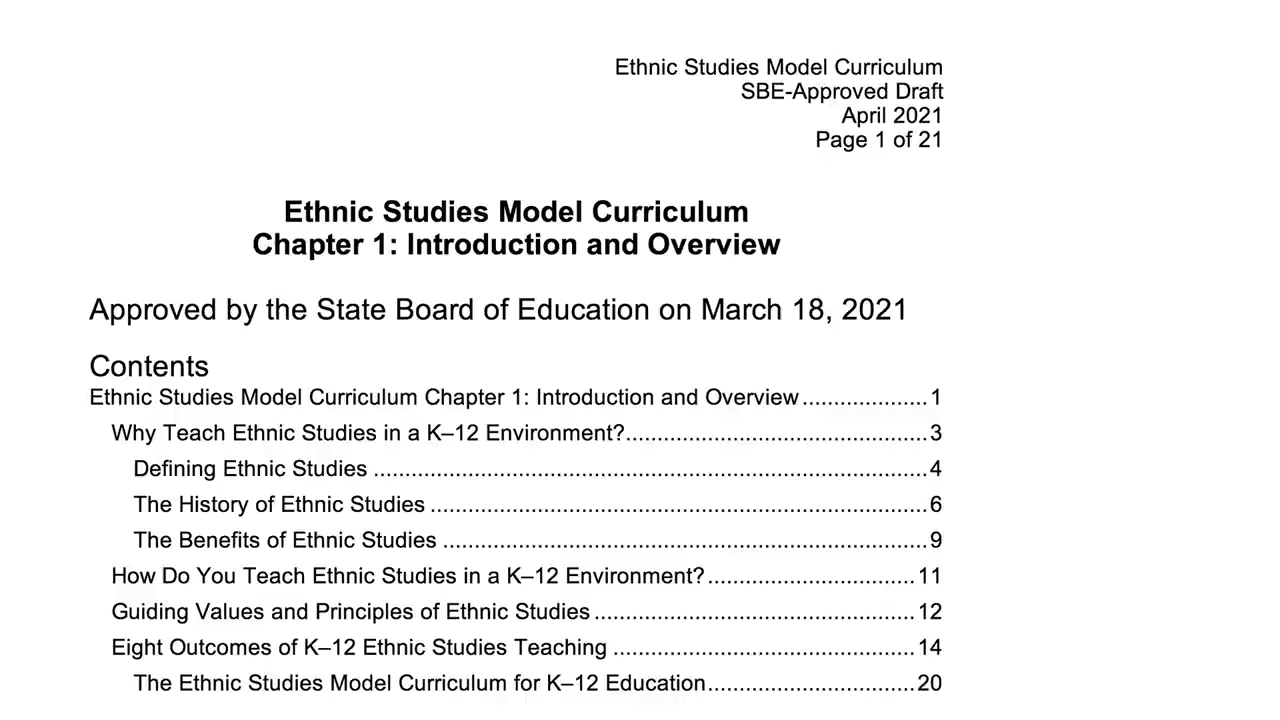 Ethnic Studies Model Curriculum
SBE-Approved Draft
April 2021
Page 1 of 21
Ethnic Studies Model Curriculum
Chapter 1: Introduction and Overview
Approved by the State Board of Education on March 18, 2021
Contents
Ethnic Studies Model Curriculum Chapter 1: Introduction and Overview...................1
Why Teach Ethnic Studies in a K–12 Environment?..............................................3
Defining Ethnic Studies ....................................................................................4
The History of Ethnic Studies ...........................................................................6
The Benefits of Ethnic Studies .........................................................................9
How Do You Teach Ethnic Studies in a K–12 Environment?...............................11
Guiding Values and Principles of Ethnic Studies ................................................12
Eight Outcomes of K–12 Ethnic Studies Teaching .............................................14
The Ethnic Studies Model Curriculum for K–12 Education...............................20